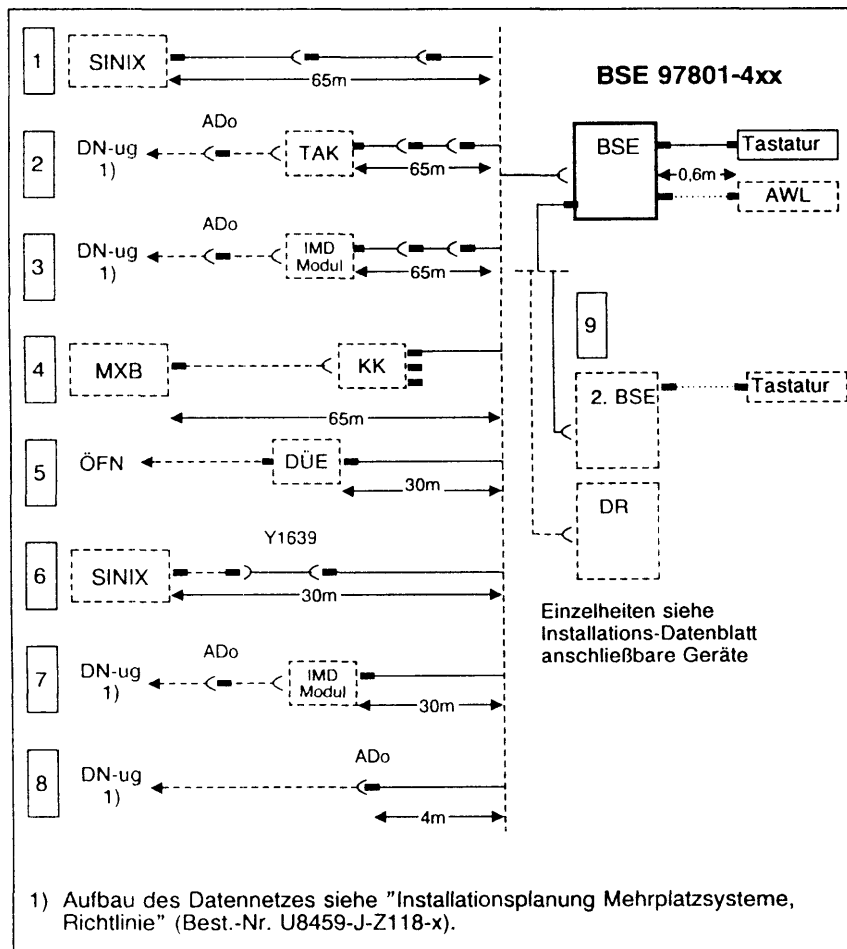 BSE 97801-4xx
1
SINIX
65m
2
DN-ug
1)
ADo
TAK
65m
3
DN-ug
1)
ADo
IMD
Modul
65m
4
MXB
KK
65m
5
ÖFN
DÜE
30m
6
SINIX
Y1639
30m
7
DN-ug
1)
ADo
IMD
Modul
30m
8
DN-ug
1)
ADo
4m
BSE
Tastatur
0,6m
AWL
9
2. BSE
Tastatur
DR
Einzelheiten siehe
Installations-Datenblatt
anschließbare Geräte
1) Aufbau des Datennetzes siehe "Installationsplanung Mehrplatzsysteme,
Richtlinie" (Best.-Nr. U8459-J-Z118-x).